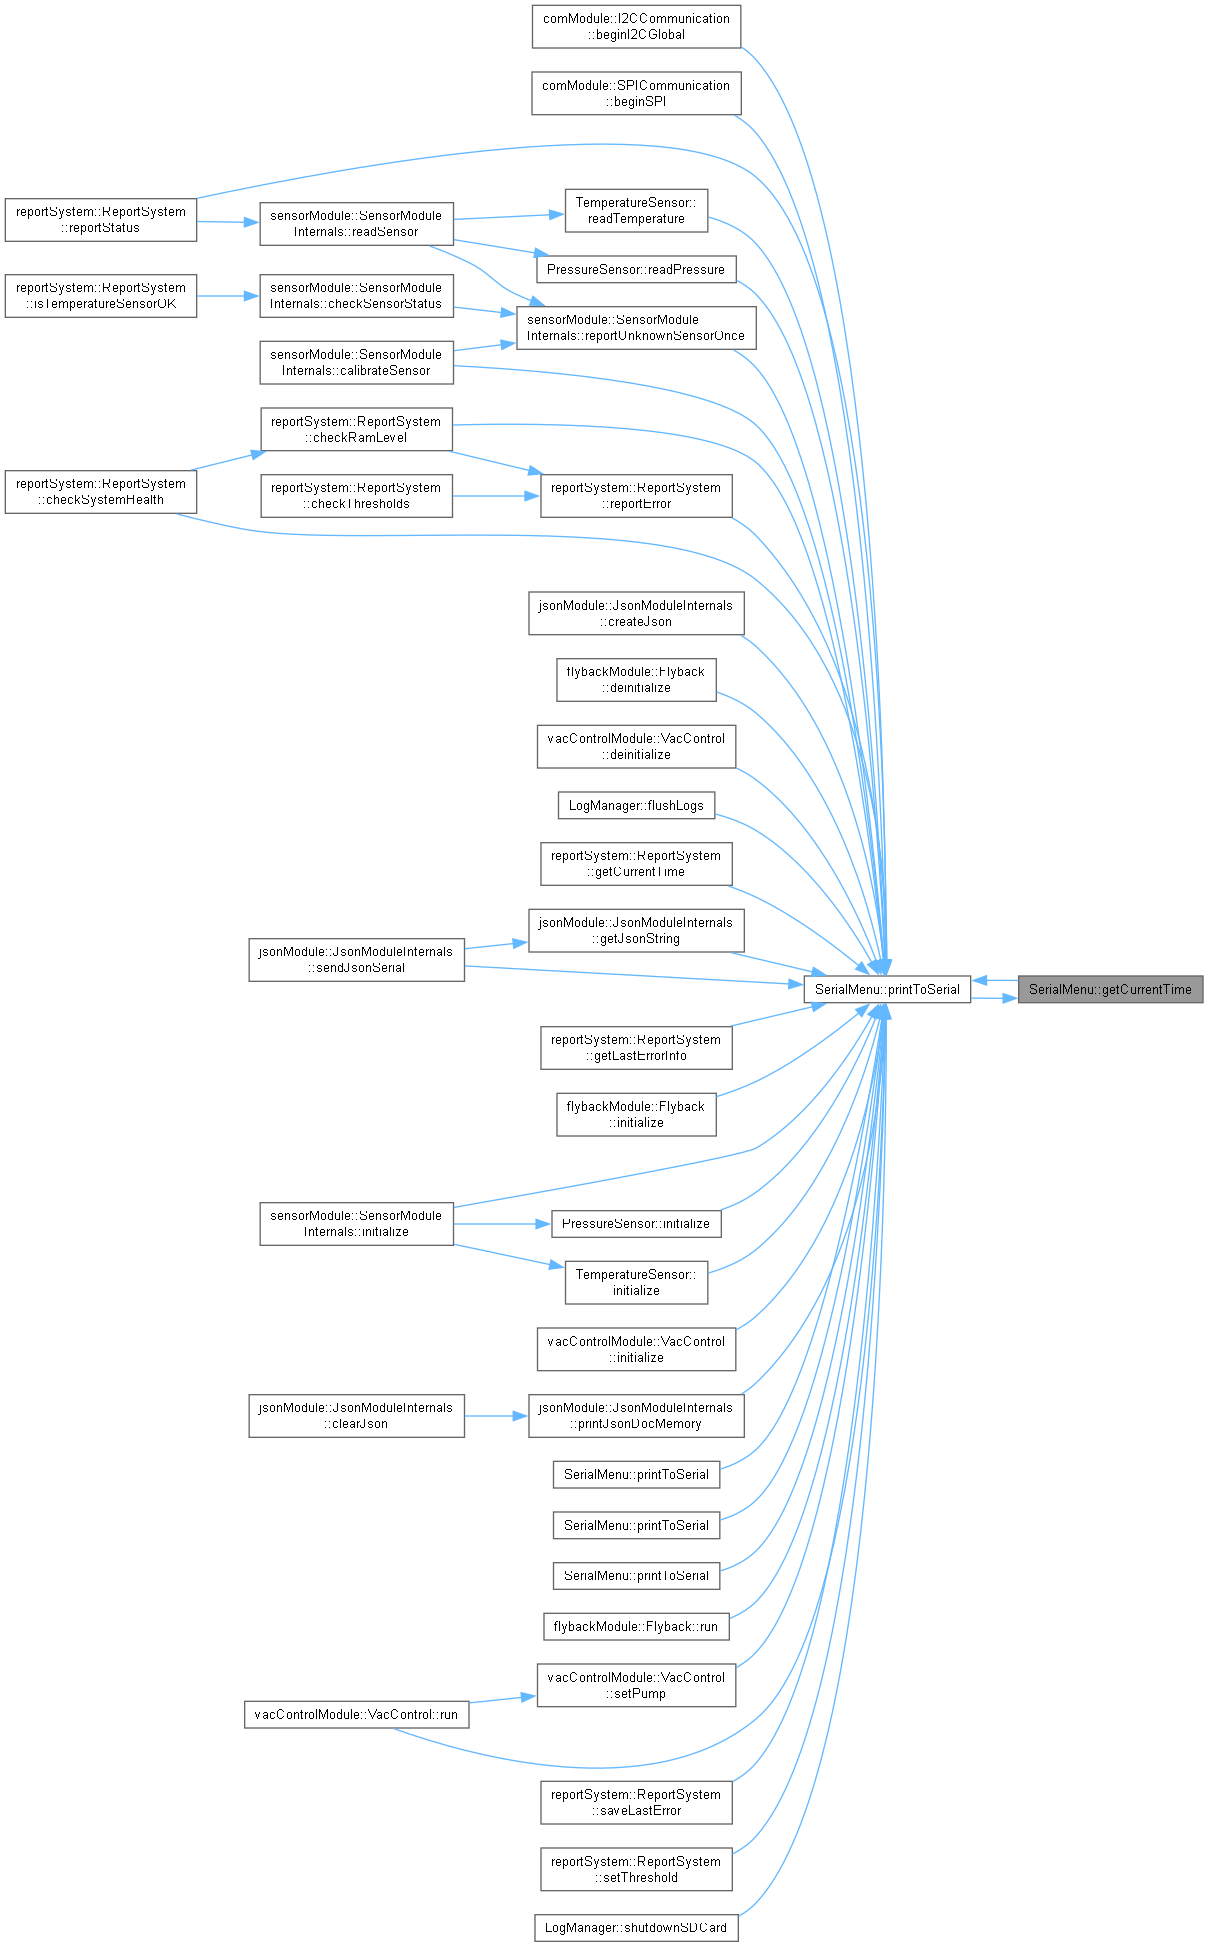 comModule::I2CCommunication
::beginI2CGlobal
comModule::SPICommunication
::beginSPI
reportSystem::ReportSystem
::reportStatus
sensorModule::SensorModule
Internals::readSensor
TemperatureSensor::
readTemperature
PressureSensor::readPressure
reportSystem::ReportSystem
::isTemperatureSensorOK
sensorModule::SensorModule
Internals::checkSensorStatus
sensorModule::SensorModule
Internals::reportUnknownSensorOnce
sensorModule::SensorModule
Internals::calibrateSensor
reportSystem::ReportSystem
::checkRamLevel
reportSystem::ReportSystem
::checkSystemHealth
reportSystem::ReportSystem
::checkThresholds
reportSystem::ReportSystem
::reportError
jsonModule::JsonModuleInternals
::createJson
flybackModule::Flyback
::deinitialize
vacControlModule::VacControl
::deinitialize
LogManager::flushLogs
reportSystem::ReportSystem
::getCurrentTime
jsonModule::JsonModuleInternals
::getJsonString
jsonModule::JsonModuleInternals
::sendJsonSerial
SerialMenu::printToSerial
SerialMenu::getCurrentTime
reportSystem::ReportSystem
::getLastErrorInfo
flybackModule::Flyback
::initialize
sensorModule::SensorModule
Internals::initialize
PressureSensor::initialize
TemperatureSensor::
initialize
vacControlModule::VacControl
::initialize
jsonModule::JsonModuleInternals
::clearJson
jsonModule::JsonModuleInternals
::printJsonDocMemory
SerialMenu::printToSerial
SerialMenu::printToSerial
SerialMenu::printToSerial
flybackModule::Flyback::run
vacControlModule::VacControl
::setPump
vacControlModule::VacControl::run
reportSystem::ReportSystem
::saveLastError
reportSystem::ReportSystem
::setThreshold
LogManager::shutdownSDCard